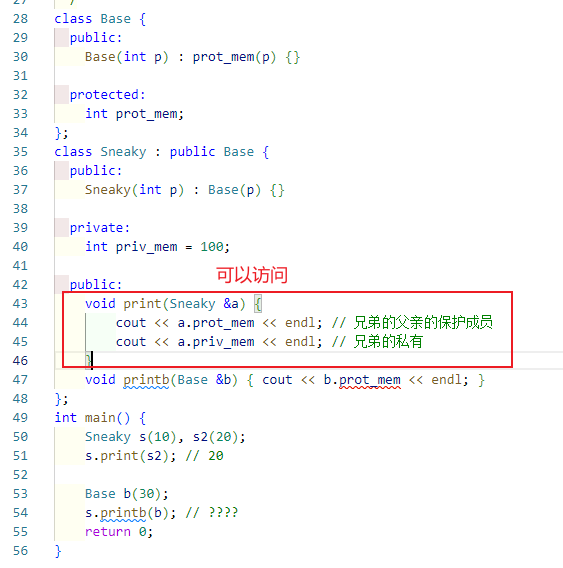 28 class Base {
29 public:
30 Base(int p) : prot_mem(p) {}
31
32 protected:
33 int prot_mem;
34 };
35 class Sneaky : public Base {
36 public:
37 Sneaky(int p) : Base(p) {}
38
39 private:
40 int priv_mem = 100;
41
42 public:
可以访问
43 void print(Sneaky &a) {
44 cout << a.prot_mem << endl; // 兄弟的父亲的保护成员
45 cout << a.priv_mem << endl; // 兄弟的私有
46 }
47 void printb(Base &b) { cout << b.prot_mem << endl; }
48 };
49 int main() {
50 Sneaky s(10), s2(20);
51 s.print(s2); // 20
52
53 Base b(30);
54 s.printb(b); // ????
55 return 0;
56 }